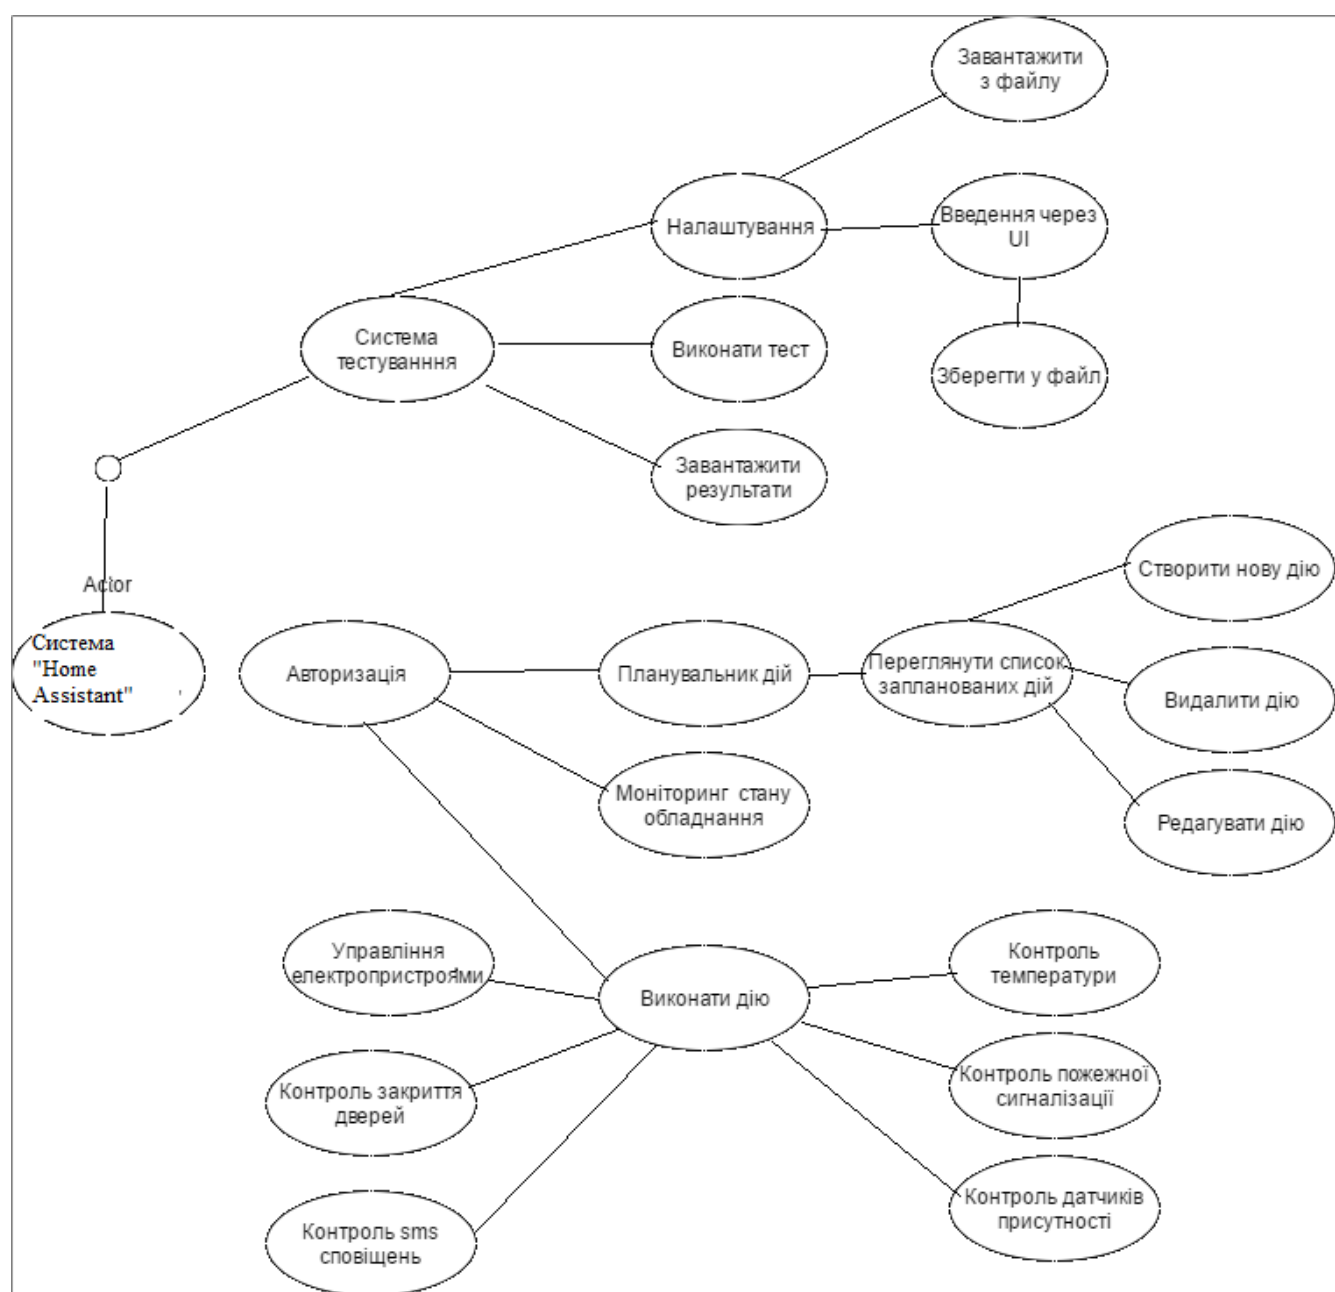 Завантажити
з файлу
Налаштування
Введення через
UI
Система
тестуванння
Виконати тест
Зберегти у файл
Завантажити
результати
Actor
Система
"Home
Assistant"
Авторизація
Планувальник дій
Переглянути список
запланованих дій
Створити нову дію
Видалити дію
Редагувати дію
Моніторинг стану
обладнання
Управління
електропристроями
Виконати дію
Контроль
температури
Контроль закриття
дверей
Контроль пожежної
сигналізації
Контроль sms
сповіщень
Контроль датчиків
присутності